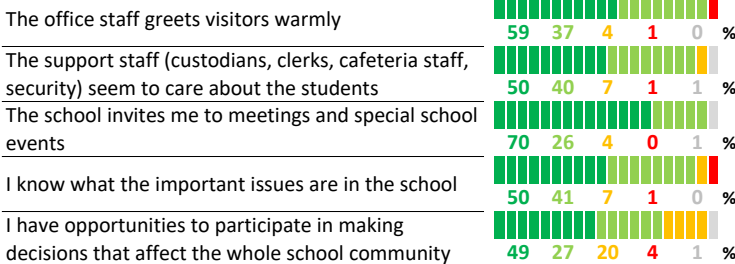 The office staff greets visitors warmly
59 37 4 1 0 %
The support staff (custodians, clerks, cafeteria staff,
security) seem to care about the students
50 40 7 1 1 %
The school invites me to meetings and special school
events
70 26 4 0 1 %
I know what the important issues are in the school
50 41 7 1 0 %
I have opportunities to participate in making
decisions that affect the whole school community
49 27 20 4 1 %